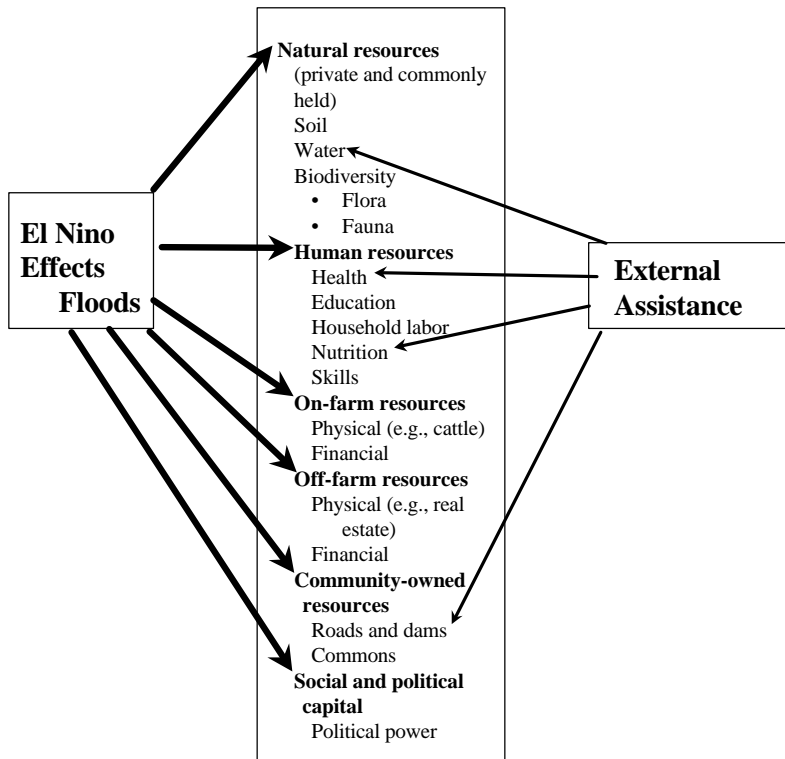 Natural resources
(private and commonly
held)
Soil
Water
Biodiversity
• Flora
• Fauna
Human resources
Health
Education
Household labor
Nutrition
Skills
On-farm resources
Physical (e.g., cattle)
Financial
Off-farm resources
Physical (e.g., real
estate)
Financial
Community-owned
resources
Roads and dams
Commons
Social and political
capital
Political power
El Nino
Effects
Floods
External
Assistance